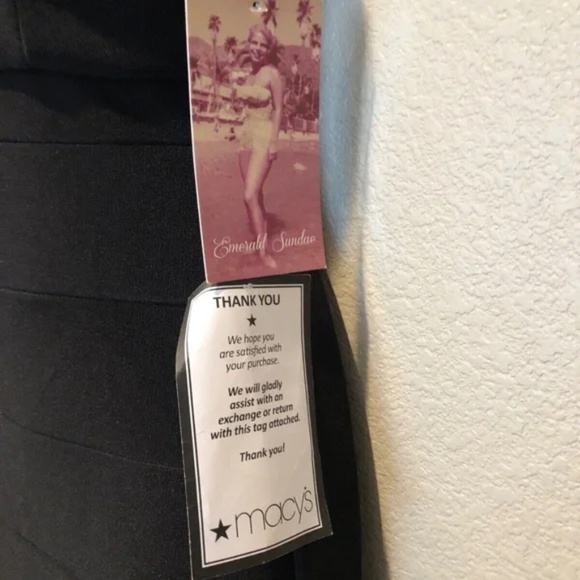 Emerald Sundae
THANK YOU
★
We hope you
are satisfied with
your purchase.
We will gladly
assist with an
exchange or return
with this tag attached.
Thank you!
★macy's